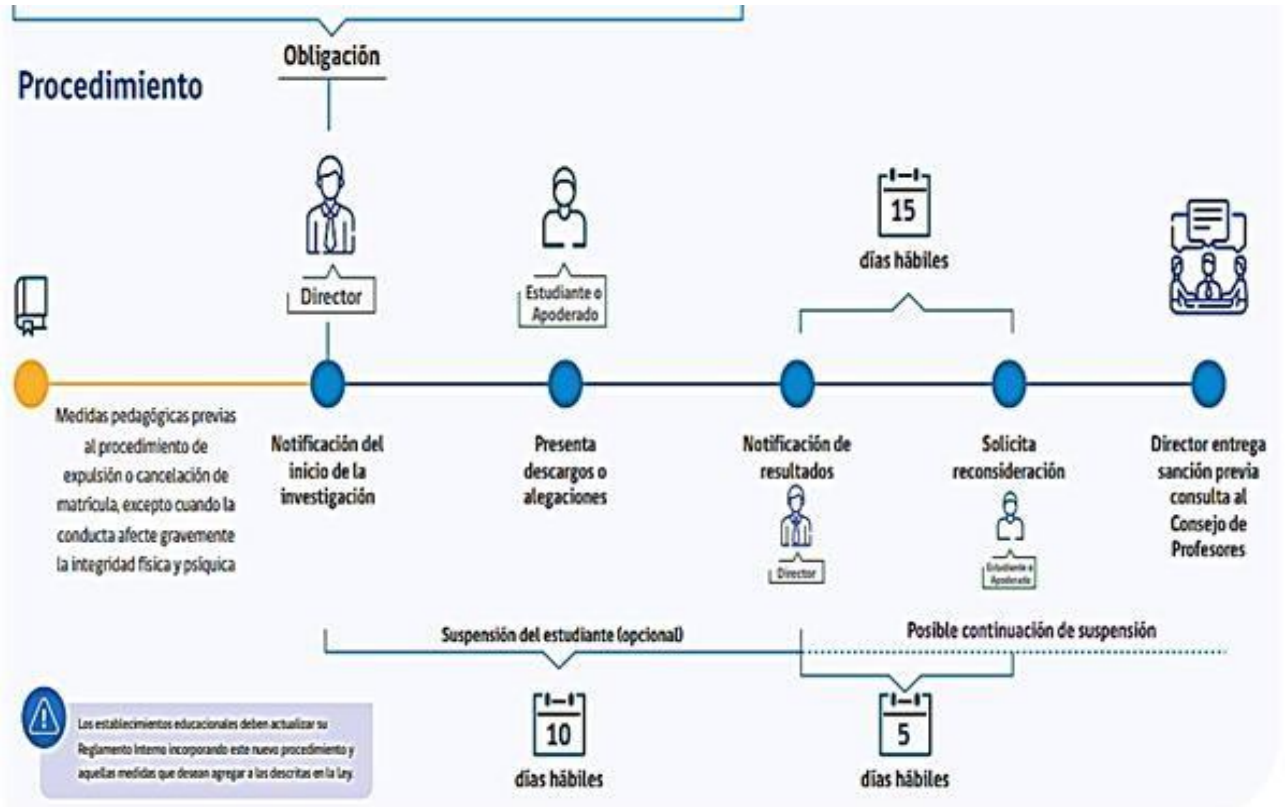 Obligación
Procedimiento
Director
Estudiante o
Apoderado
15
días hábiles
Medidas pedagógicas previas
al procedimiento de
expulsión o cancelación de
matrícula, excepto cuando la
conducta afecte gravemente
la integridad física y psíquica
Notificación del
inicio de la
investigación
Presenta
descargos o
alegaciones
Notificación de
resultados
Director
Solicita
reconsideración
Estudiante o
Apoderado
Director entrega
sanción previa
consulta al
Consejo de
Profesores
Suspensión del estudiante (opcional)
Posible continuación de suspensión
10
días hábiles
5
días hábiles
Los establecimientos educacionales deben actualizar su
Reglamento Interno incorporando este nuevo procedimiento y
aquellas medidas que desean agregar a las descritas en la Ley.